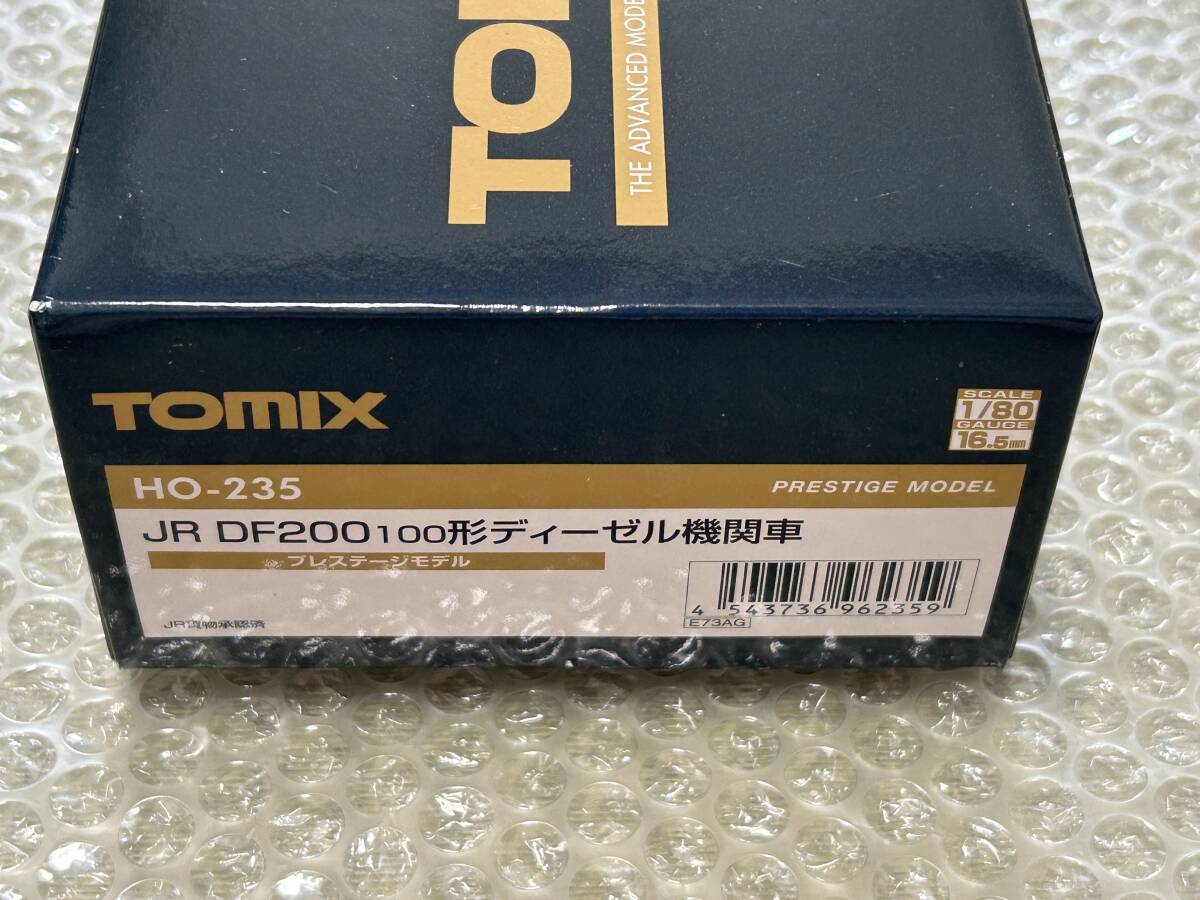 TOMI
THE ADVANCED MODE
TOMIX
SCALE
1/80
GAUGE
16.5mm
HO-235
PRESTIGE MODEL
JR DF200 100形ディーゼル機関車
プレステージモデル
4 543736 962359
E73AG
JR貨物承認済